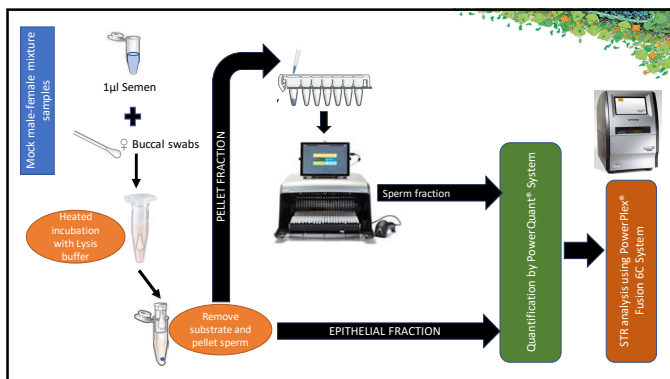 Mock male-female mixture
samples
1µl Semen
♀ Buccal swabs
Heated
incubation
with Lysis
buffer
Remove
substrate and
pellet sperm
PELLET FRACTION
Sperm fraction
EPITHELIAL FRACTION
Quantification by PowerQuant® System
STR analysis using PowerPlex®
Fusion 6C System